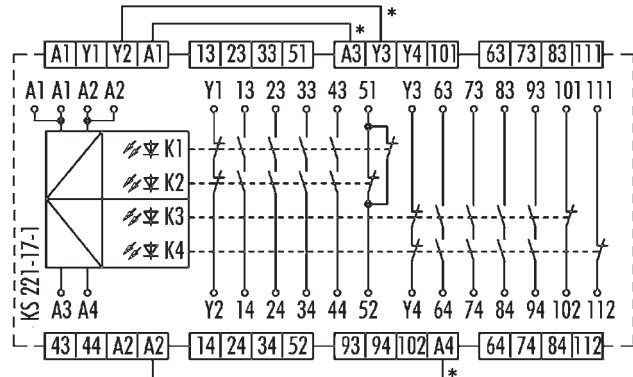 * *
A1 Y1 Y2 A1 13 23 33 51 A3 Y3 Y4 101 63 73 83 111
A1 A1 A2 A2 Y1 13 23 33 43 51 Y3 63 73 83 93 101 111
K1
K2
K3
K4
KS 221-17-1
A3 A4 Y2 14 24 34 44 52 Y4 64 74 84 94 102 112
43 44 A2 A2 14 24 34 52 93 94 102 A4 64 74 84 112
*